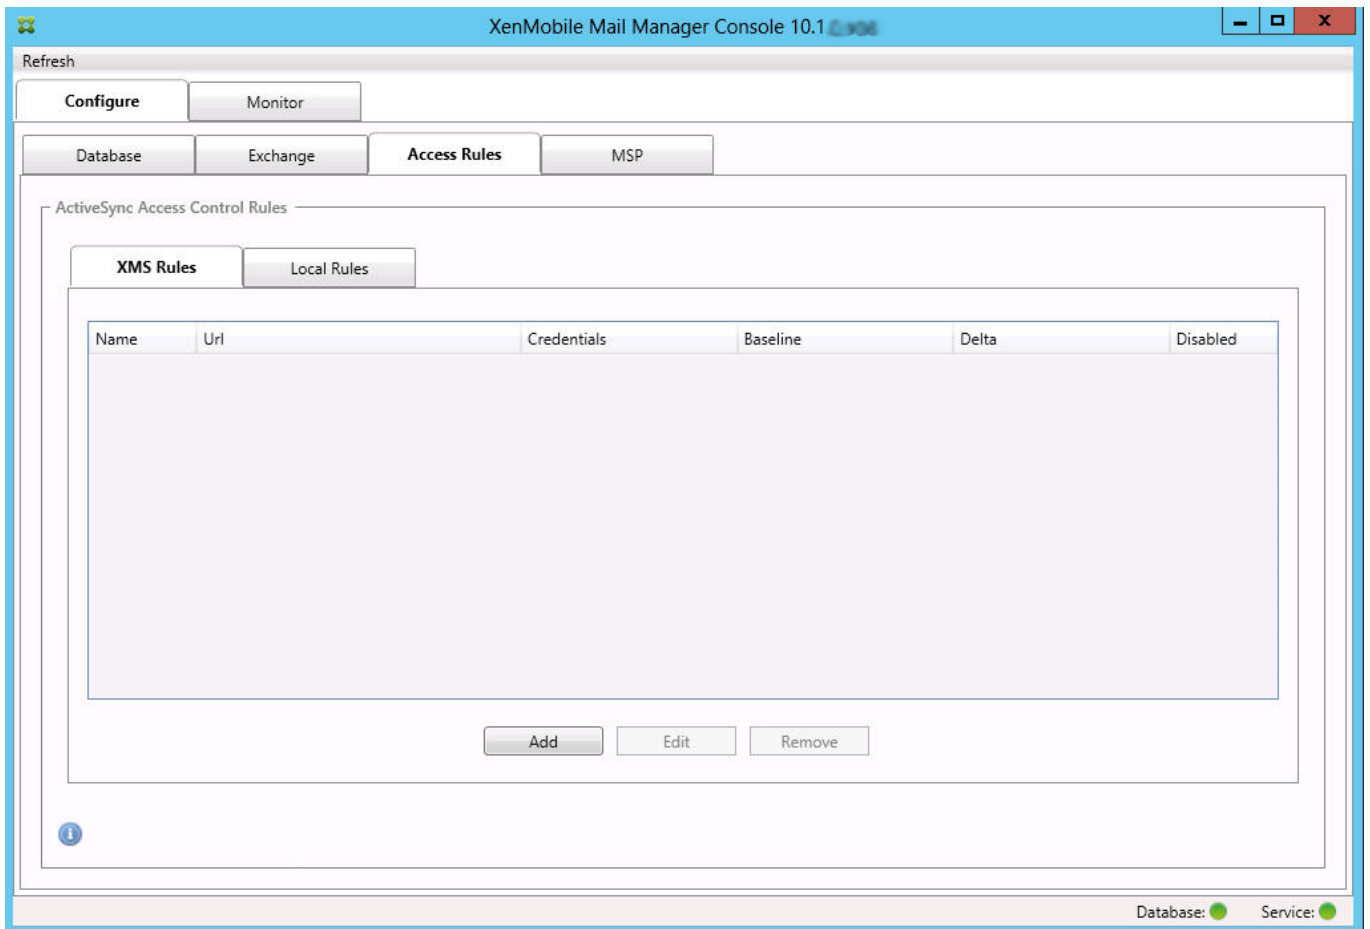 XenMobile Mail Manager Console 10.1
Refresh
Configure Monitor
Database Exchange Access Rules MSP
ActiveSync Access Control Rules
XMS Rules Local Rules
Name Url Credentials Baseline Delta Disabled
Add Edit Remove
Database: Service: